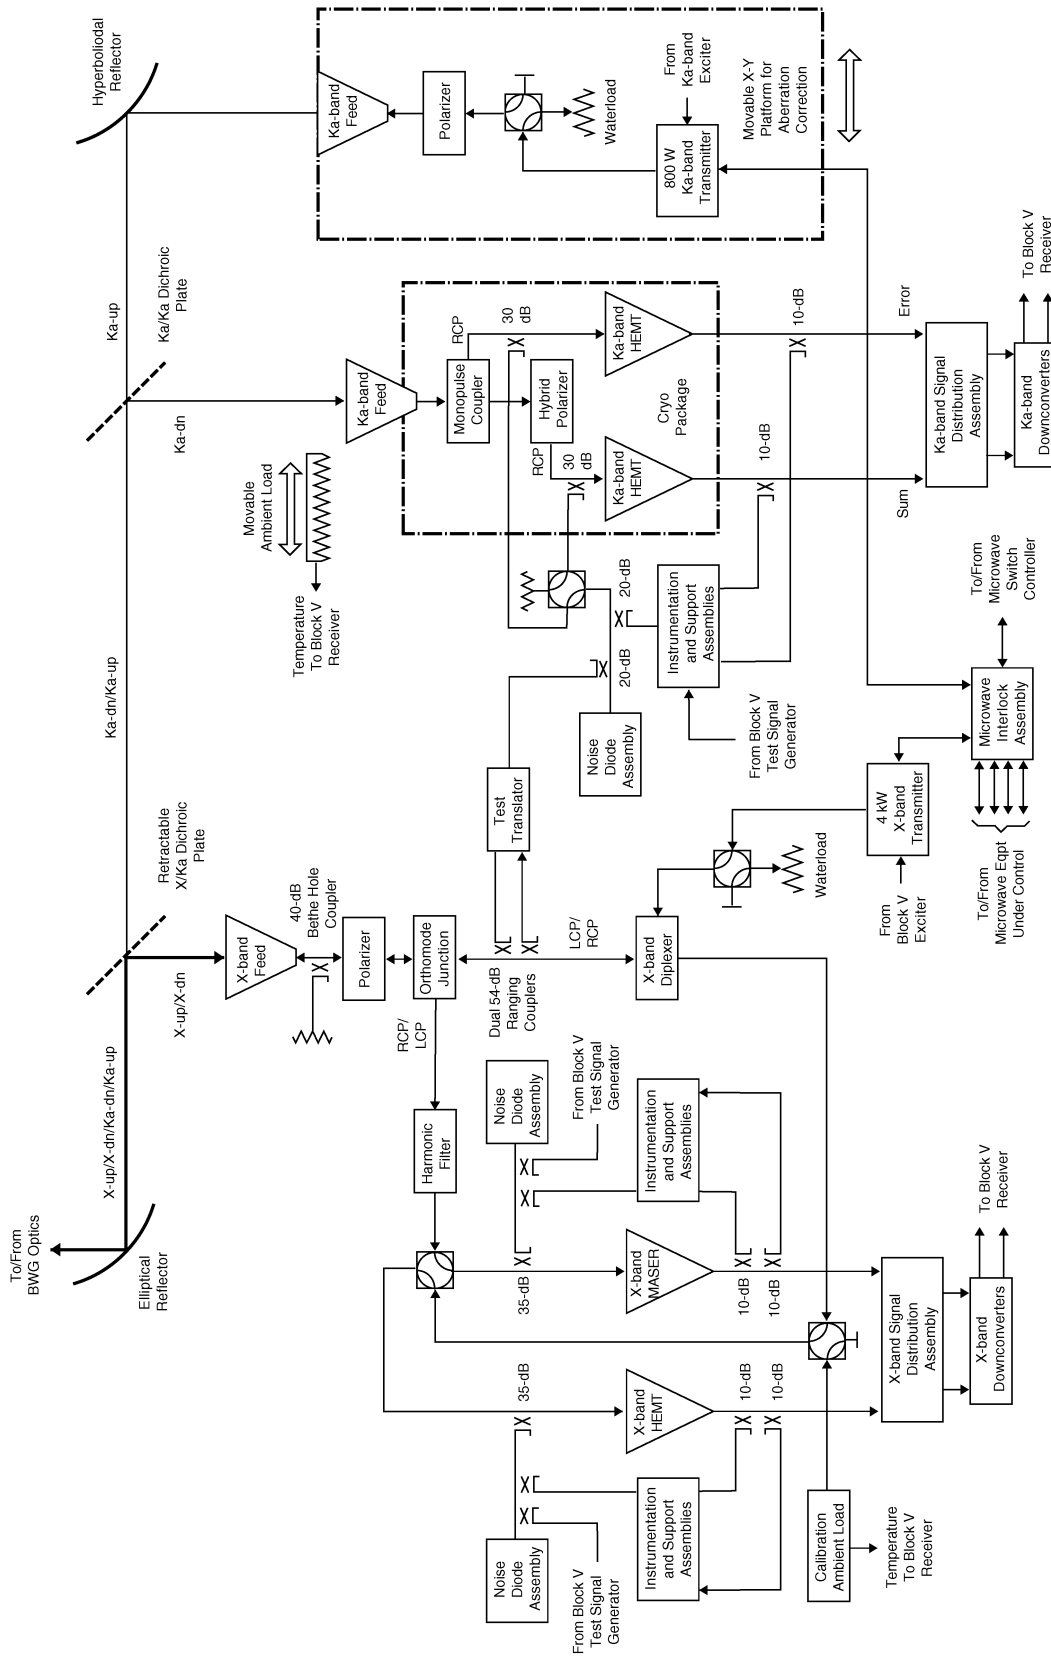 To/From
BWG Optics
Elliptical
Reflector
X-up/X-dn/Ka-dn/Ka-up
Retractable
X/Ka Dichroic
Plate
Ka-dn/Ka-up
Ka/Ka Dichroic
Plate
Ka-up
Hyperboliodal
Reflector
X-up/X-dn
X-band
Feed
40-dB
Bethe Hole
Coupler
Polarizer
Orthomode
Junction
RCP/
LCP
Harmonic
Filter
Dual 54-dB
Ranging
Couplers
LCP/
RCP
Test
Translator
X-band
Diplexer
Waterload
4 kW
X-band
Transmitter
From
Block V
Exciter
Noise
Diode
Assembly
From Block V
Test Signal
Generator
35-dB
Instrumentation
and Support
Assemblies
X-band
HEMT
10-dB
10-dB
Noise
Diode
Assembly
From Block V
Test Signal
Generator
35-dB
Instrumentation
and Support
Assemblies
X-band
MASER
10-dB
10-dB
Calibration
Ambient Load
Temperature
To Block V
Receiver
X-band Signal
Distribution
Assembly
X-band
Downconverters
To Block V
Receiver
Ka-dn
Movable
Ambient Load
Temperature
To Block V
Receiver
Ka-band
Feed
Monopulse
Coupler
RCP
30
dB
Hybrid
Polarizer
RCP
30
dB
Ka-band
HEMT
Ka-band
HEMT
Cryo
Package
20-dB
20-dB
Noise
Diode
Assembly
Instrumentation
and Support
Assemblies
From Block V
Test Signal
Generator
10-dB
10-dB
Sum
Error
Ka-band Signal
Distribution
Assembly
Ka-band
Downconverters
To Block V
Receiver
Ka-band
Feed
Polarizer
Waterload
From
Ka-band
Exciter
800 W
Ka-band
Transmitter
Movable X-Y
Platform for
Aberration
Correction
Microwave
Interlock
Assembly
To/From
Microwave
Switch
Controller
To/From
Microwave Eqpt
Under Control